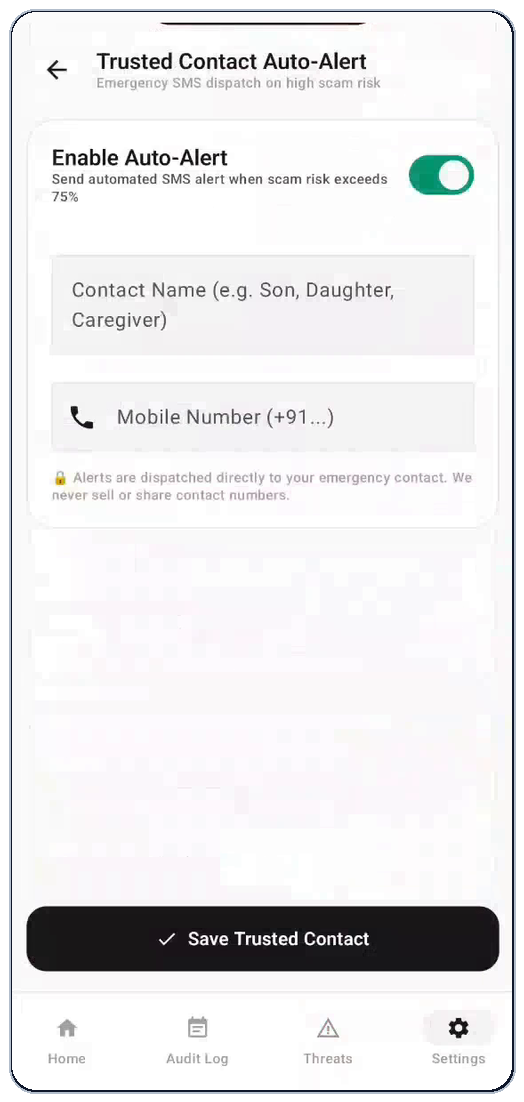 Trusted Contact Auto-Alert
Emergency SMS dispatch on high scam risk
Enable Auto-Alert
Send automated SMS alert when scam risk exceeds
75%
Contact Name (e.g. Son, Daughter,
Caregiver)
Mobile Number (+91...)
🔒 Alerts are dispatched directly to your emergency contact. We
never sell or share contact numbers.
Save Trusted Contact
Home
Audit Log
Threats
Settings